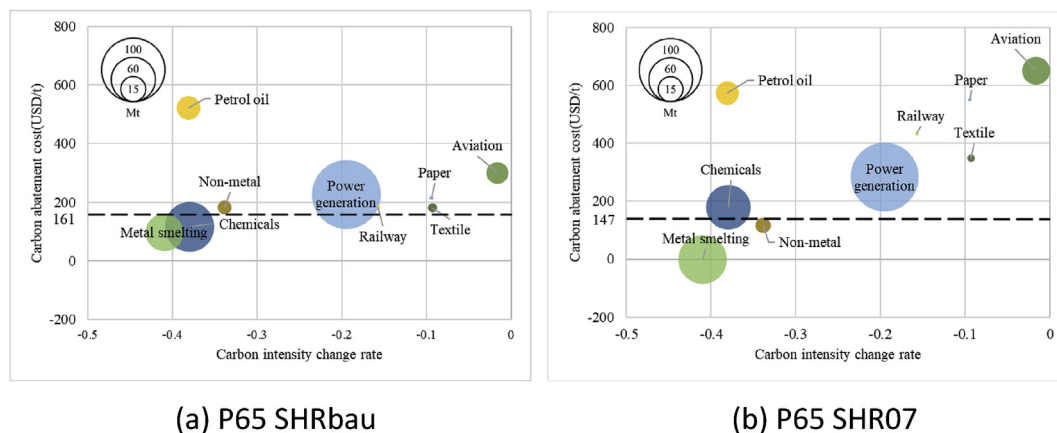 800
600
400
200
161
0
-200
-0.5
-0.4
-0.3
-0.2
-0.1
0
Carbon abatement cost(USD/t)
Carbon intensity change rate
100
60
15
Mt
Petrol oil
Aviation
Non-metal
Paper
Power
generation
Metal smelting
Chemicals
Railway
Textile
(a) P65 SHRbau
800
600
400
200
147
0
-200
-0.5
-0.4
-0.3
-0.2
-0.1
0
Carbon abatement cost(USD/t)
Carbon intensity change rate
100
60
15
Mt
Aviation
Petrol oil
Paper
Railway
Textile
Chemicals
Power
generation
Metal smelting
Non-metal
(b) P65 SHR07